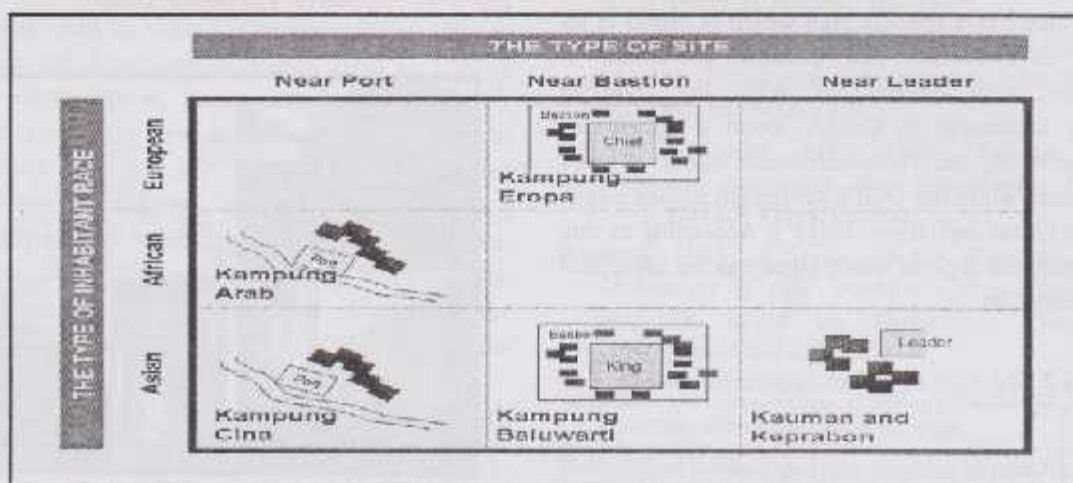 THE TYPE OF SITE
Near Port
Near Bastion
Near Leader
THE TYPE OF INHABITANT RACE
European
Bastion
Chief
Kampung
Eropa
African
Port
Kampung
Arab
Asian
Port
Kampung
Cina
Bastion
King
Kampung
Baluwarti
Leader
Kauman and
Keprabon